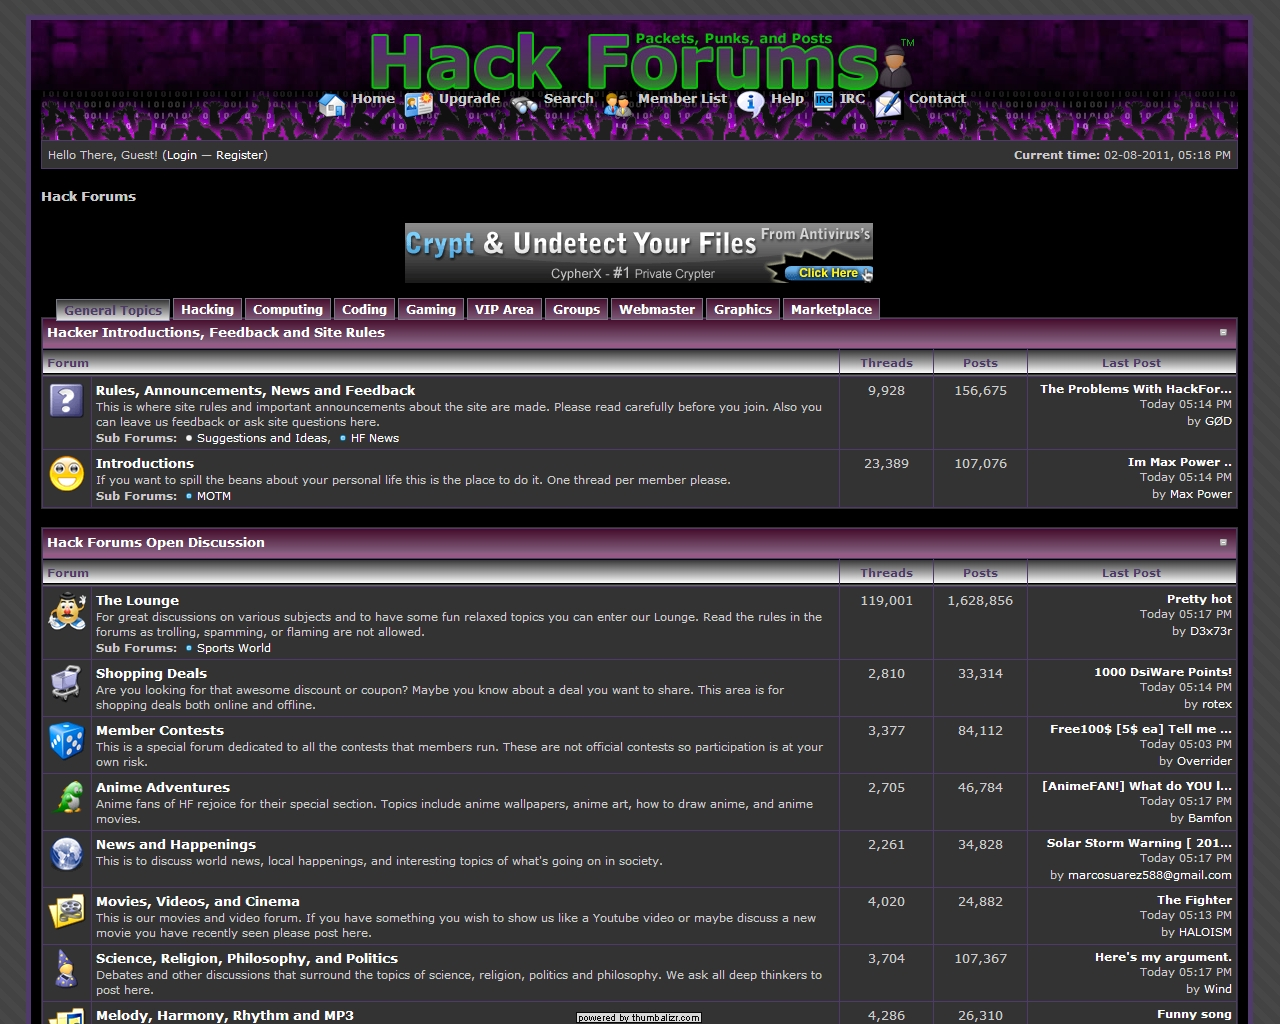 Packets, Punks, and Posts
Hack Forums™
Home Upgrade Search Member List Help IRC IRC Contact
Hello There, Guest! (Login — Register) Current time: 02-08-2011, 05:18 PM
Hack Forums
Crypt & Undetect Your Files From Antivirus's
CypherX - #1 Private Crypter Click Here
General Topics Hacking Computing Coding Gaming VIP Area Groups Webmaster Graphics Marketplace
Hacker Introductions, Feedback and Site Rules
Forum Threads Posts Last Post
Rules, Announcements, News and Feedback 9,928 156,675 The Problems With HackFor...
This is where site rules and important announcements about the site are made. Please read carefully before you join. Also you Today 05:14 PM
can leave us feedback or ask site questions here. by GØD
Sub Forums: Suggestions and Ideas, HF News
Introductions 23,389 107,076 Im Max Power ..
If you want to spill the beans about your personal life this is the place to do it. One thread per member please. Today 05:14 PM
Sub Forums: MOTM by Max Power
Hack Forums Open Discussion
Forum Threads Posts Last Post
The Lounge 119,001 1,628,856 Pretty hot
For great discussions on various subjects and to have some fun relaxed topics you can enter our Lounge. Read the rules in the Today 05:17 PM
forums as trolling, spamming, or flaming are not allowed. by D3x73r
Sub Forums: Sports World
Shopping Deals 2,810 33,314 1000 DsiWare Points!
Are you looking for that awesome discount or coupon? Maybe you know about a deal you want to share. This area is for Today 05:14 PM
shopping deals both online and offline. by rotex
Member Contests 3,377 84,112 Free100$ [5$ ea] Tell me ...
This is a special forum dedicated to all the contests that members run. These are not official contests so participation is at your Today 05:03 PM
own risk. by Overrider
Anime Adventures 2,705 46,784 [AnimeFAN!] What do YOU l...
Anime fans of HF rejoice for their special section. Topics include anime wallpapers, anime art, how to draw anime, and anime Today 05:17 PM
movies. by Bamfon
News and Happenings 2,261 34,828 Solar Storm Warning [ 201...
This is to discuss world news, local happenings, and interesting topics of what's going on in society. Today 05:17 PM
by marcosuarez588@gmail.com
Movies, Videos, and Cinema 4,020 24,882 The Fighter
This is our movies and video forum. If you have something you wish to show us like a Youtube video or maybe discuss a new Today 05:13 PM
movie you have recently seen please post here. by HALOISM
Science, Religion, Philosophy, and Politics 3,704 107,367 Here's my argument.
Debates and other discussions that surround the topics of science, religion, politics and philosophy. We ask all deep thinkers to Today 05:17 PM
post here. by Wind
Melody, Harmony, Rhythm and MP3 4,286 26,310 Funny song
powered by thumbalizr.com